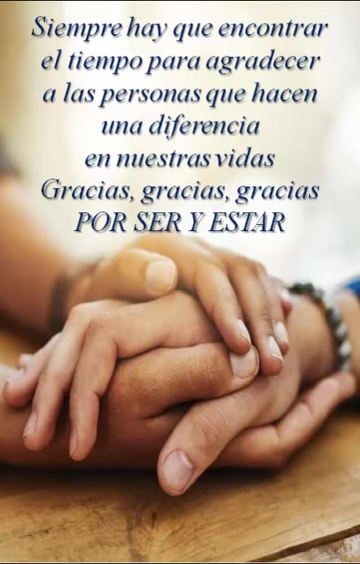 Siempre hay que encontrar
el tiempo para agradecer
a las personas que hacen
una diferencia
en nuestras vidas
Gracias, gracias, gracias
POR SER Y ESTAR